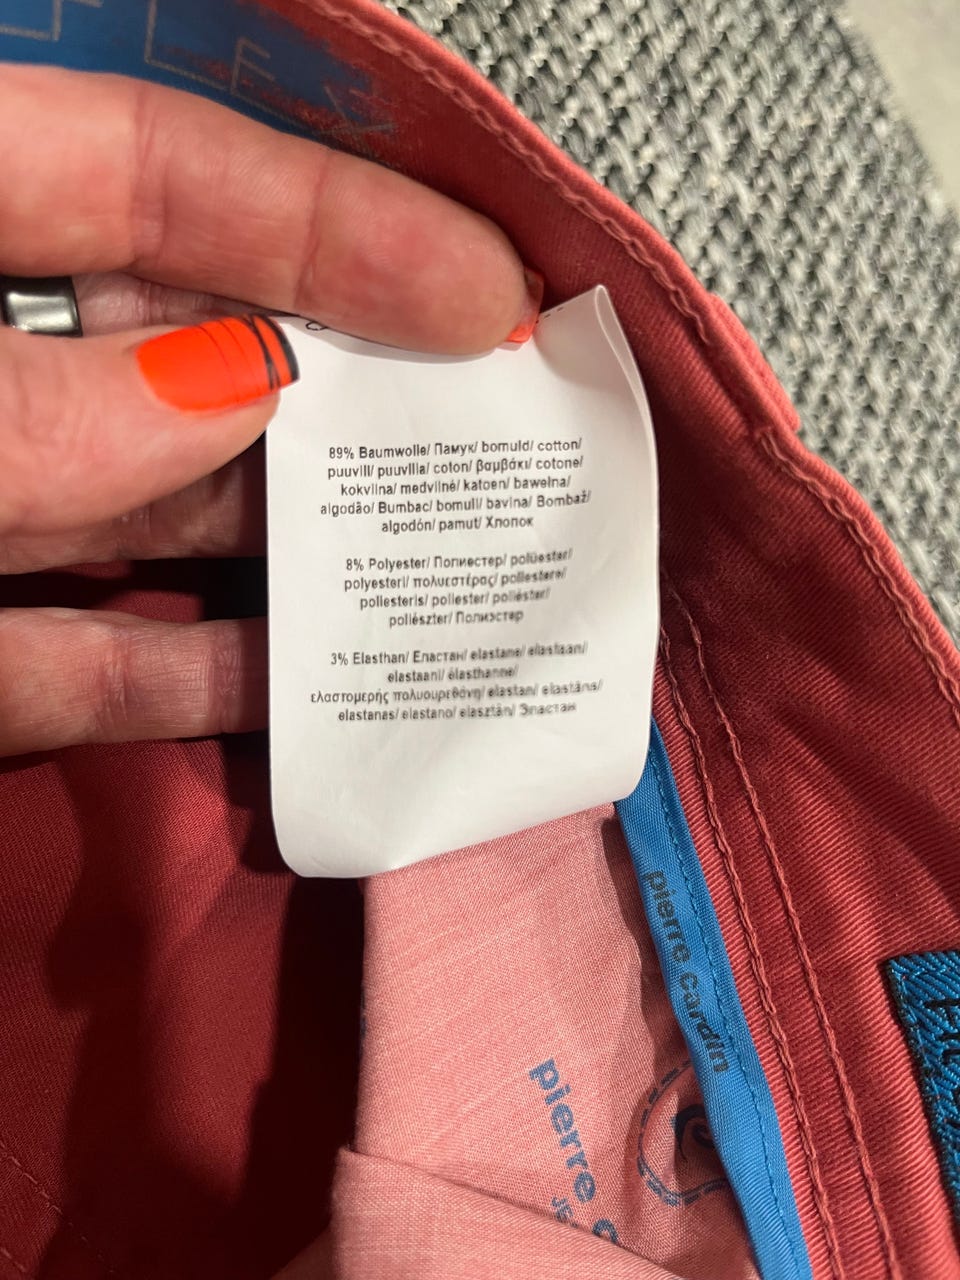 FLEX
89% Baumwolle/ Памук/ bomuld/ cotton/
puuvill/ puuvilla/ coton/ βαμβάκι/ cotone/
kokvilna/ medvilnė/ katoen/ bawełna/
algodão/ Bumbac/ bomull/ bavlna/ Bombaž/
algodón/ pamut/ Хлопок
8% Polyester/ Полиестер/ polüester/
polyesteri/ πολυεστέρας/ poliestere/
poliesteris/ poliester/ poliéster/
poliészter/ Полиэстер
3% Elasthan/ Еластан/ elastane/ elastaan/
elastaani/ élasthanne/
ελαστομερής πολυουρεθάνη/ elastan/ elastāns/
elastanas/ elastano/ elasztán/ Эластан
pierre cardin
pierre